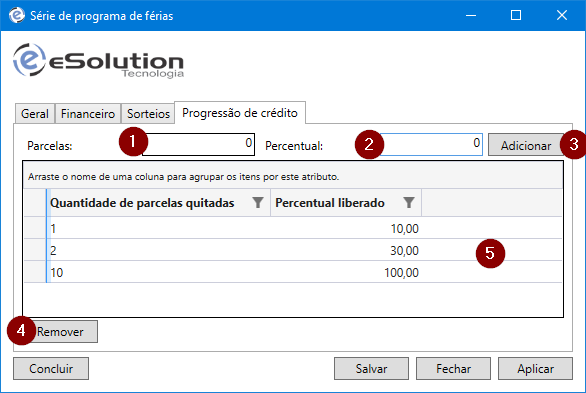 Série de programa de férias
eSolution
Tecnologia
Geral Financeiro Sorteios Progressão de crédito
Parcelas: 1 0 Percentual: 2 0 Adicionar 3
Arraste o nome de uma coluna para agrupar os itens por este atributo.
Quantidade de parcelas quitadas Percentual liberado
1 10,00
2 30,00
5
10 100,00
4 Remover
Concluir Salvar Fechar Aplicar